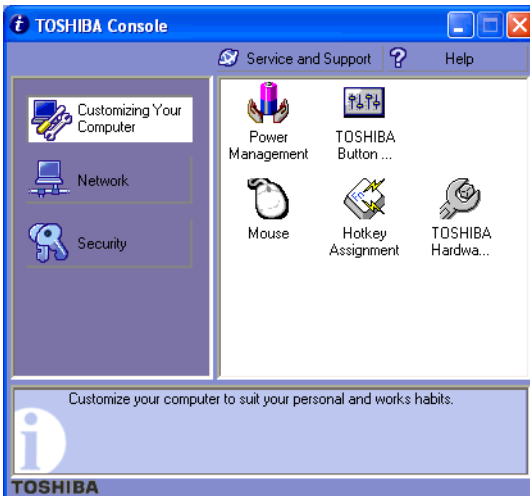 TOSHIBA Console
Service and Support ? Help
Customizing Your
Computer
Network
Security
Power
Management
TOSHIBA
Button ...
Mouse
Fn
Hotkey
Assignment
TOSHIBA
Hardwa...
Customize your computer to suit your personal and works habits.
TOSHIBA